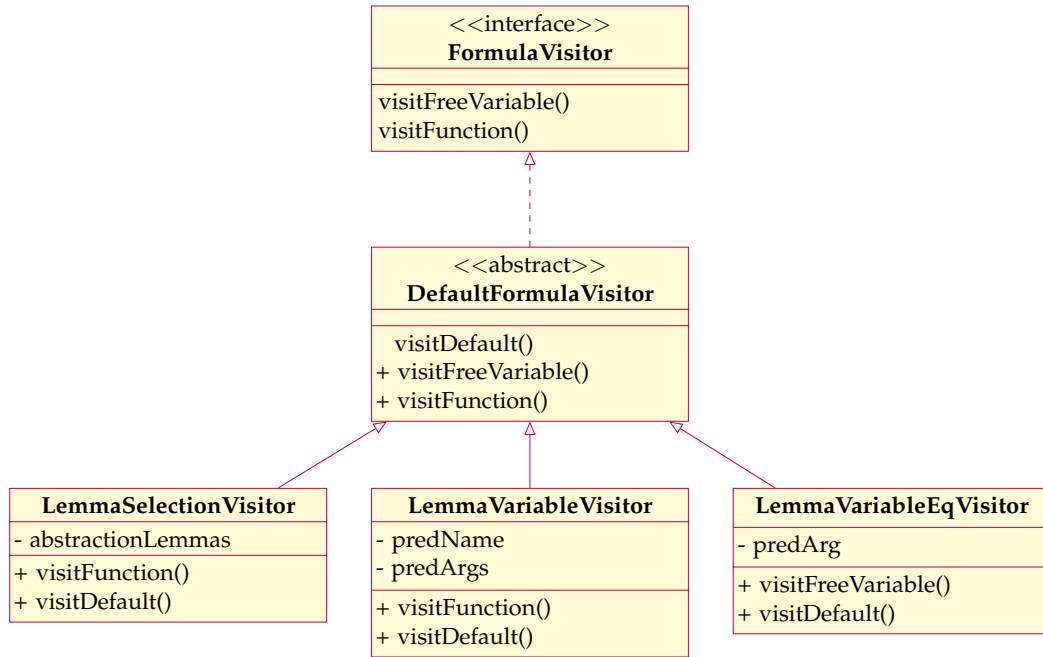 <<interface>>
FormulaVisitor
visitFreeVariable()
visitFunction()
<<abstract>>
DefaultFormulaVisitor
visitDefault()
+ visitFreeVariable()
+ visitFunction()
LemmaSelectionVisitor
- abstractionLemmas
+ visitFunction()
+ visitDefault()
LemmaVariableVisitor
- predName
- predArgs
+ visitFunction()
+ visitDefault()
LemmaVariableEqVisitor
- predArg
+ visitFreeVariable()
+ visitDefault()